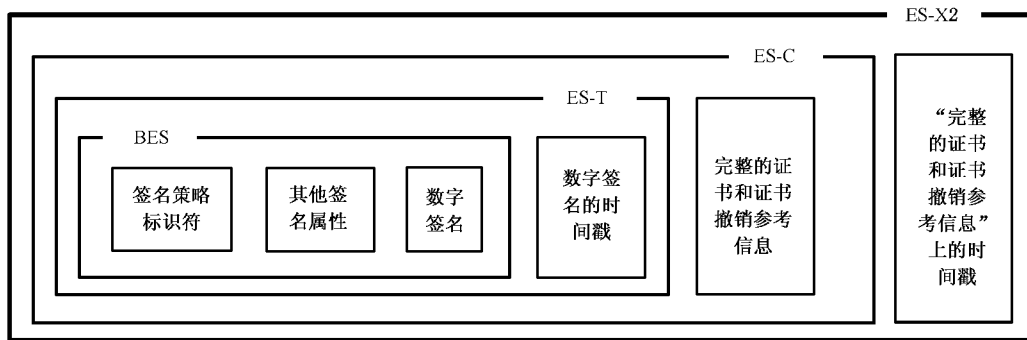 ES-X2
ES-C
ES-T
BES
签名策略
标识符
其他签
名属性
数字
签名
数字签
名的时
间戳
完整的证
书和证书
撤销参考
信息
“完整
的证书
和证书
撤销参
考信息”
上的时
间戳